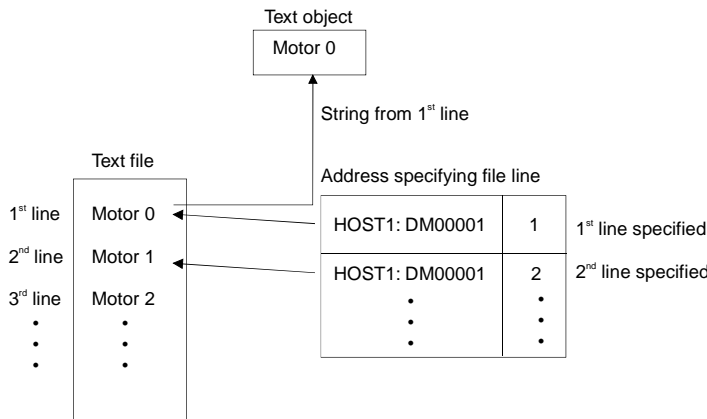 Text object
Motor 0
String from 1st line
Text file
Address specifying file line
1st line
Motor 0
HOST1: DM00001
1
1st line specified
2nd line
Motor 1
HOST1: DM00001
2
2nd line specified
3rd line
Motor 2